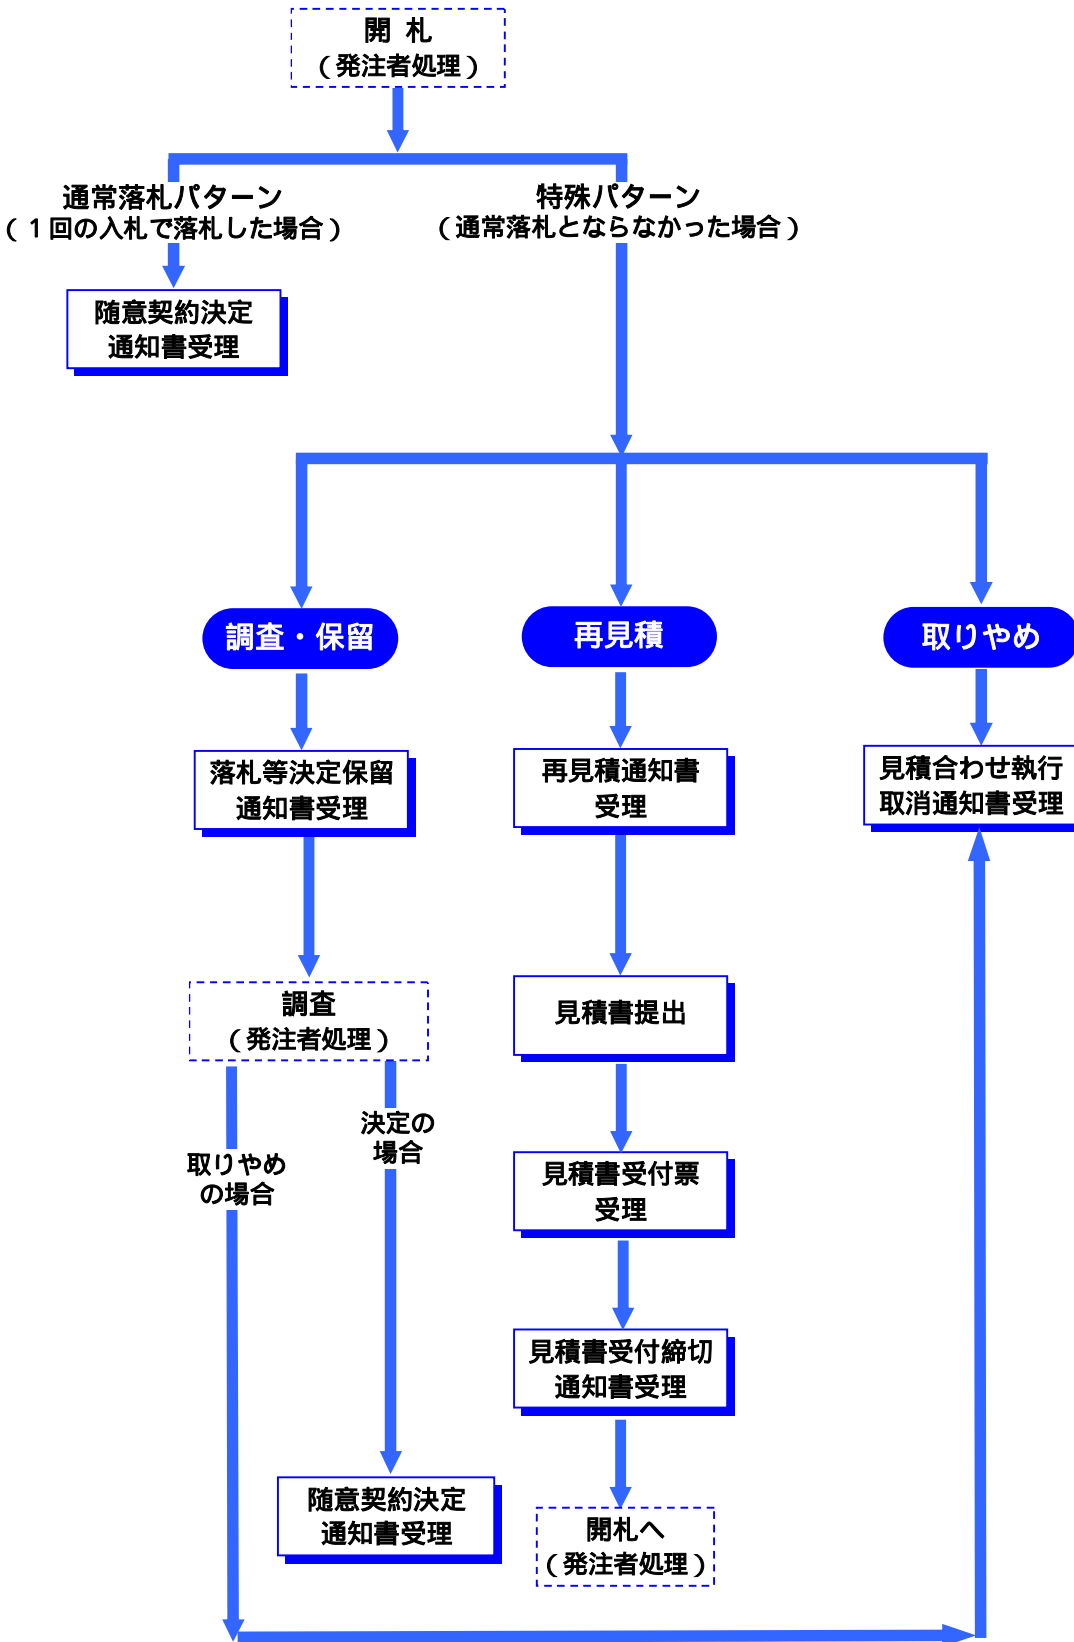 開 札
（発注者処理）
通常落札パターン
（１回の入札で落札した場合）
特殊パターン
（通常落札とならなかった場合）
随意契約決定
通知書受理
調査・保留
再見積
取りやめ
落札等決定保留
通知書受理
再見積通知書
受理
見積合わせ執行
取消通知書受理
調査
（発注者処理）
見積書提出
決定の
場合
取りやめ
の場合
見積書受付票
受理
見積書受付締切
通知書受理
随意契約決定
通知書受理
開札へ
（発注者処理）